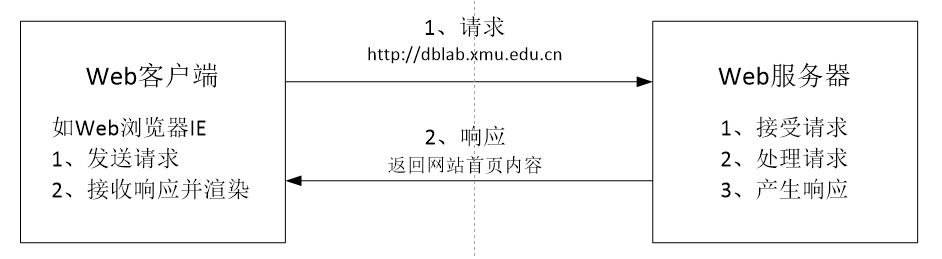 Web客户端
如Web浏览器IE
1、发送请求
2、接收响应并渲染
1、请求
http://dblab.xmu.edu.cn
2、响应
返回网站首页内容
Web服务器
1、接受请求
2、处理请求
3、产生响应